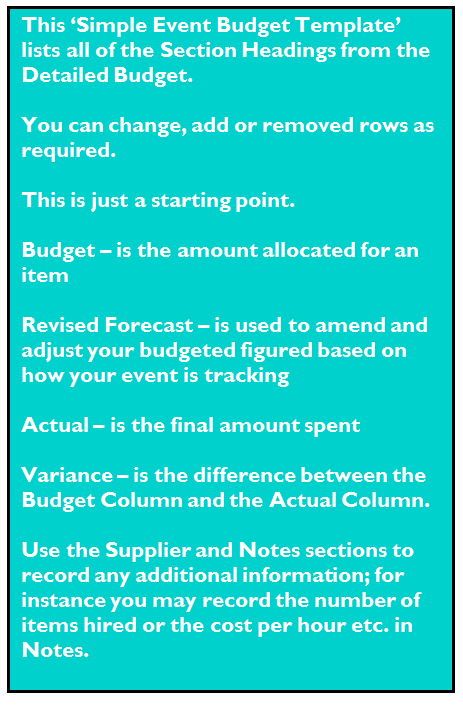 This ‘Simple Event Budget Template’
lists all of the Section Headings from the
Detailed Budget.
You can change, add or removed rows as
required.
This is just a starting point.
Budget – is the amount allocated for an
item
Revised Forecast – is used to amend and
adjust your budgeted figured based on
how your event is tracking
Actual – is the final amount spent
Variance – is the difference between the
Budget Column and the Actual Column.
Use the Supplier and Notes sections to
record any additional information; for
instance you may record the number of
items hired or the cost per hour etc. in
Notes.